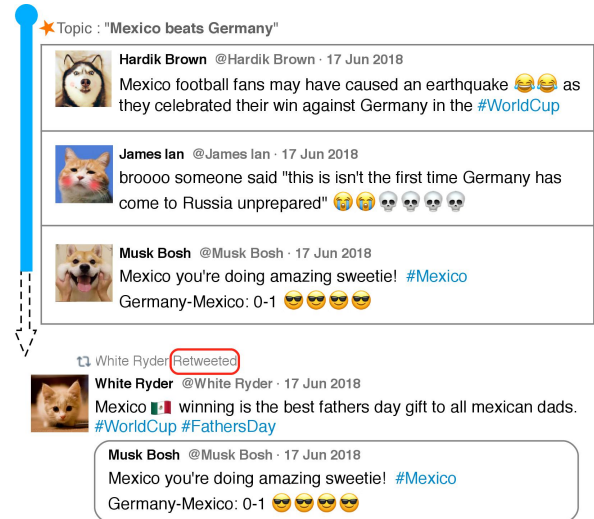 Topic : "Mexico beats Germany"
Hardik Brown @Hardik Brown · 17 Jun 2018
Mexico football fans may have caused an earthquake 😂😂 as
they celebrated their win against Germany in the #WorldCup
James Ian @James Ian · 17 Jun 2018
broooo someone said "this is isn't the first time Germany has
come to Russia unprepared" 😭😭💀💀💀💀
Musk Bosh @Musk Bosh · 17 Jun 2018
Mexico you're doing amazing sweetie! #Mexico
Germany-Mexico: 0-1 😎😎😎😎
White Ryder Retweeted
White Ryder @White Ryder · 17 Jun 2018
Mexico 🇲🇽 winning is the best fathers day gift to all mexican dads.
#WorldCup #FathersDay
Musk Bosh @Musk Bosh · 17 Jun 2018
Mexico you're doing amazing sweetie! #Mexico
Germany-Mexico: 0-1 😎😎😎😎